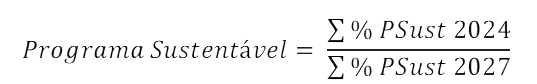 Programa Sustentável = ∑ % PSust 2024
∑ % PSust 2027